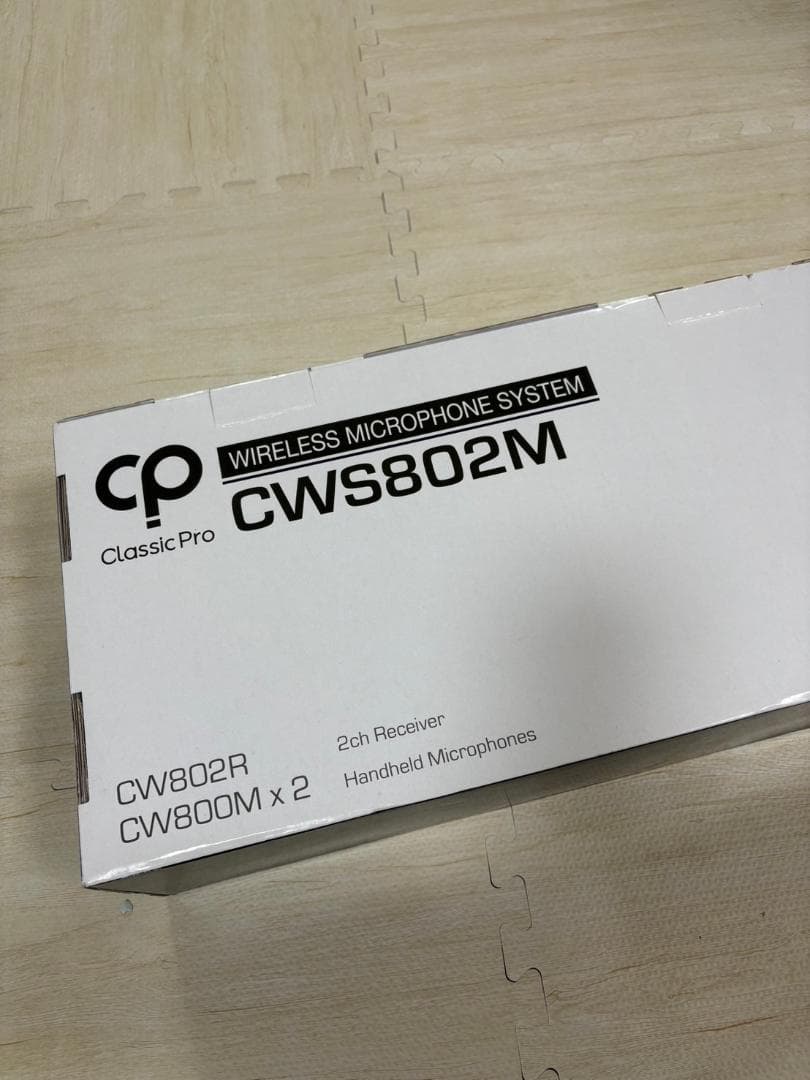 cp
Classic Pro
WIRELESS MICROPHONE SYSTEM
CWS802M
CW802R 2ch Receiver
CW800M x 2 Handheld Microphones